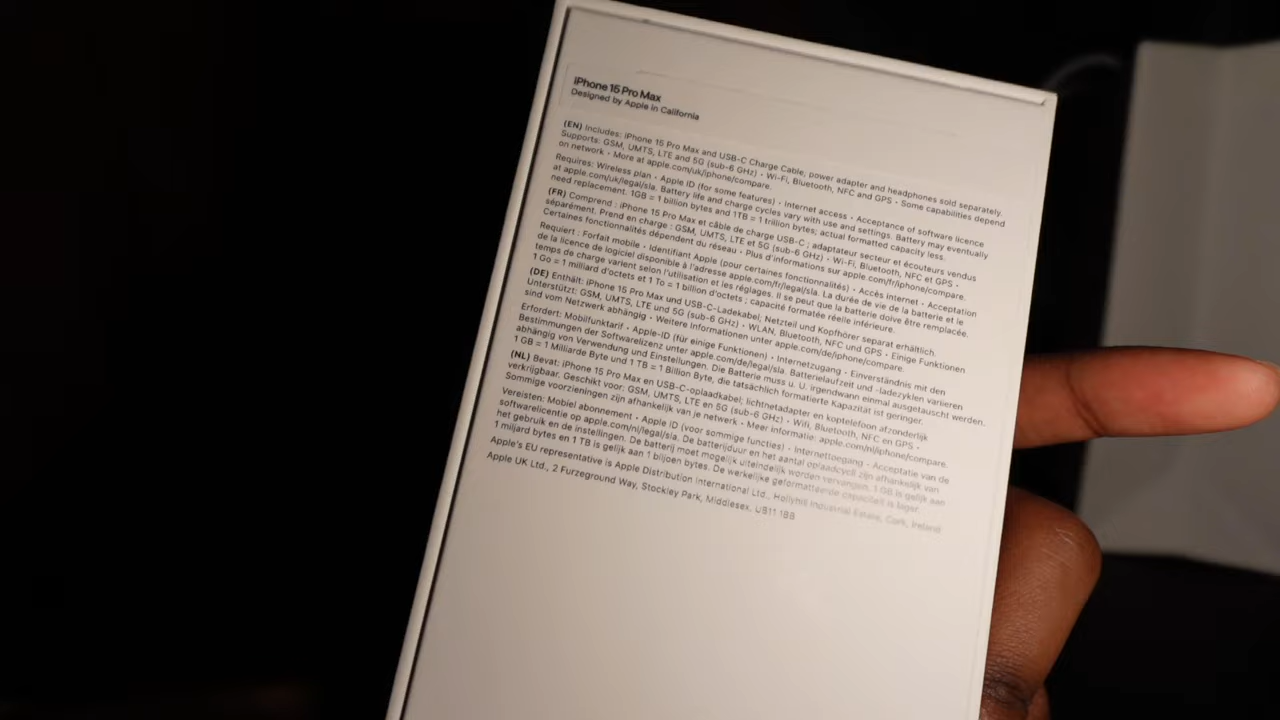 iPhone 15 Pro Max
Designed by Apple in California
(EN) Includes: iPhone 15 Pro Max and USB-C Charge Cable, power adapter and headphones sold separately.
Supports: GSM, UMTS, LTE and 5G (sub-6 GHz) • Wi-Fi, Bluetooth, NFC and GPS • Some capabilities depend
on network • More at apple.com/uk/iphone/compare.
Requires: Wireless plan • Apple ID (for some features) • Internet access • Acceptance of software licence
at apple.com/uk/legal/sla. Battery life and charge cycles vary with use and settings. Battery may eventually
need replacement. 1GB = 1 billion bytes and 1TB = 1 trillion bytes; actual formatted capacity less.
(FR) Comprend : iPhone 15 Pro Max et câble de charge USB-C ; adaptateur secteur et écouteurs vendus
séparément. Prend en charge : GSM, UMTS, LTE et 5G (sub-6 GHz) • Wi-Fi, Bluetooth, NFC et GPS •
Certaines fonctionnalités dépendent du réseau • Plus d'informations sur apple.com/fr/iphone/compare.
Requiert : Forfait mobile • Identifiant Apple (pour certaines fonctionnalités) • Accès Internet • Acceptation
de la licence de logiciel disponible à l'adresse apple.com/fr/legal/sla. La durée de vie de la batterie et le
temps de charge varient selon l'utilisation et les réglages. Il se peut que la batterie doive être remplacée.
1 Go = 1 milliard d'octets et 1 To = 1 billion d'octets ; capacité formatée réelle inférieure.
(DE) Enthält: iPhone 15 Pro Max und USB-C-Ladekabel; Netzteil und Kopfhörer separat erhältlich.
Unterstützt: GSM, UMTS, LTE und 5G (sub-6 GHz) • WLAN, Bluetooth, NFC und GPS • Einige Funktionen
sind vom Netzwerk abhängig • Weitere Informationen unter apple.com/de/iphone/compare.
Erfordert: Mobilfunktarif • Apple-ID (für einige Funktionen) • Internetzugang • Einverständnis mit den
Bestimmungen der Softwarelizenz unter apple.com/de/legal/sla. Batterielaufzeit und -ladezyklen variieren
abhängig von Verwendung und Einstellungen. Die Batterie muss u. U. irgendwann einmal ausgetauscht werden.
1 GB = 1 Milliarde Byte und 1 TB = 1 Billion Byte, die tatsächlich formatierte Kapazität ist geringer.
(NL) Bevat: iPhone 15 Pro Max en USB-C-oplaadkabel; lichtnetadapter en koptelefoon afzonderlijk
verkrijgbaar. Geschikt voor: GSM, UMTS, LTE en 5G (sub-6 GHz) • Wifi, Bluetooth, NFC en GPS •
Sommige voorzieningen zijn afhankelijk van je netwerk • Meer informatie: apple.com/nl/iphone/compare.
Vereisten: Mobiel abonnement • Apple ID (voor sommige functies) • Internettoegang • Acceptatie van de
softwarelicentie op apple.com/nl/legal/sla. De batterijduur en het aantal oplaadcycli zijn afhankelijk van
het gebruik en de instellingen. De batterij moet mogelijk uiteindelijk worden vervangen. 1 GB is gelijk aan
1 miljard bytes en 1 TB is gelijk aan 1 biljoen bytes. De werkelijke geformatteerde capaciteit is lager.
Apple's EU representative is Apple Distribution International Ltd., Hollyhill Industrial Estate, Cork, Ireland
Apple UK Ltd., 2 Furzeground Way, Stockley Park, Middlesex, UB11 1BB